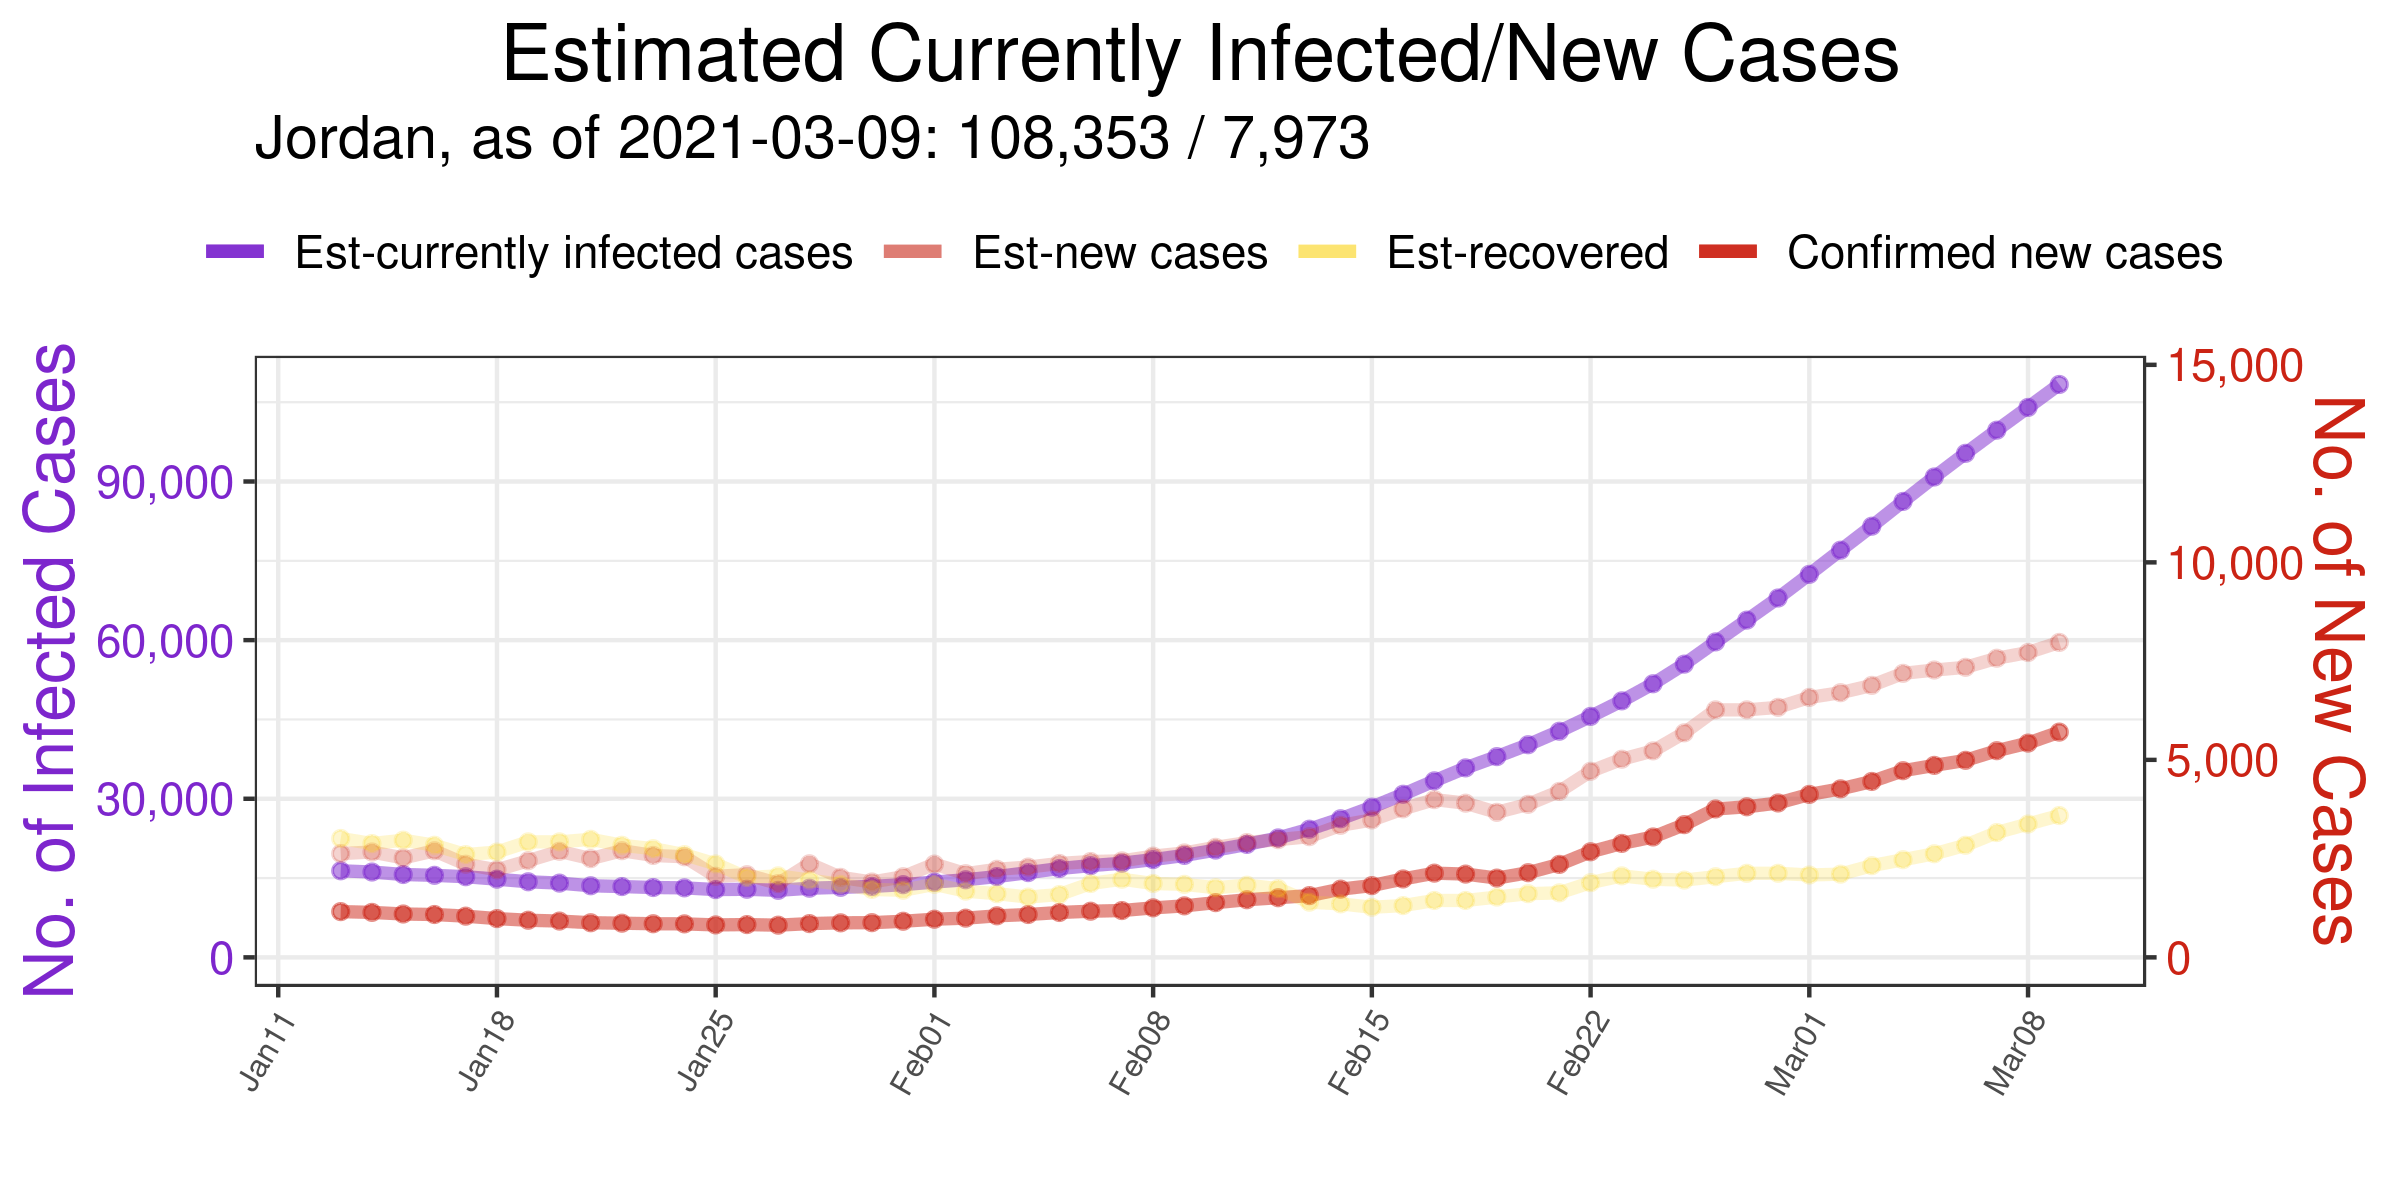 Estimated Currently Infected/New Cases
Jordan, as of 2021-03-09: 108,353 / 7,973
Est-currently infected cases Est-new cases Est-recovered Confirmed new cases
No. of Infected Cases
90,000
60,000
30,000
0
15,000
10,000
5,000
0
No. of New Cases
Jan11 Jan18 Jan25 Feb01 Feb08 Feb15 Feb22 Mar01 Mar08